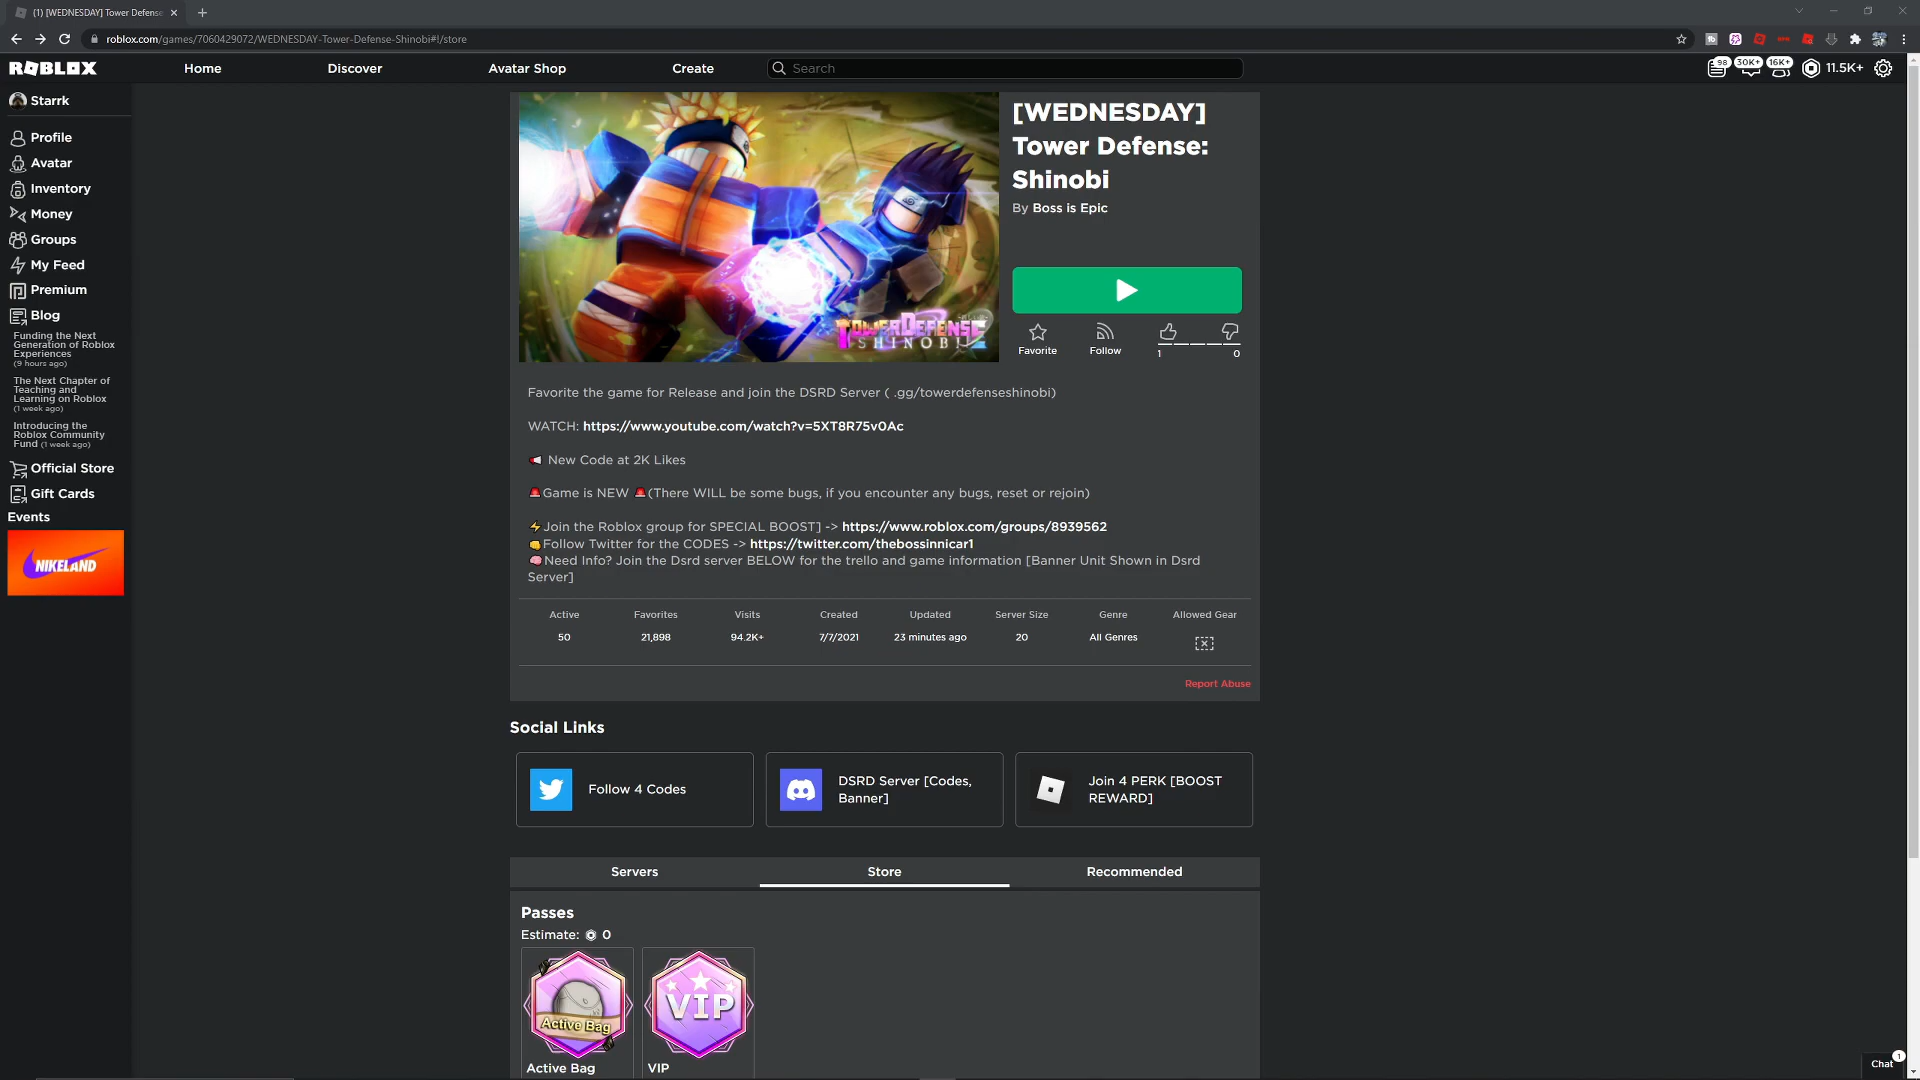 (1) [WEDNESDAY] Tower Defense
roblox.com/games/7060429072/WEDNESDAY-Tower-Defense-Shinobi#!/store
ROBLOX
Home
Discover
Avatar Shop
Create
Search
98
30K+
16K+
11.5K+
Starrk
Profile
Avatar
Inventory
Money
Groups
My Feed
Premium
Blog
Funding the Next
Generation of Roblox
Experiences
(9 hours ago)
The Next Chapter of
Teaching and
Learning on Roblox
(1 week ago)
Introducing the
Roblox Community
Fund (1 week ago)
Official Store
Gift Cards
Events
NIKELAND
TOWER DEFENSE
SHINOBI
[WEDNESDAY]
Tower Defense:
Shinobi
By Boss is Epic
Favorite
Follow
1
0
Favorite the game for Release and join the DSRD Server ( .gg/towerdefenseshinobi)
WATCH: https://www.youtube.com/watch?v=5XT8R75v0Ac
New Code at 2K Likes
🚨Game is NEW 🚨(There WILL be some bugs, if you encounter any bugs, reset or rejoin)
⚡Join the Roblox group for SPECIAL BOOST] -> https://www.roblox.com/groups/8939562
👊Follow Twitter for the CODES -> https://twitter.com/thebossinnicar1
🧠Need Info? Join the Dsrd server BELOW for the trello and game information [Banner Unit Shown in Dsrd
Server]
Active
Favorites
Visits
Created
Updated
Server Size
Genre
Allowed Gear
50
21,898
94.2K+
7/7/2021
23 minutes ago
20
All Genres
Report Abuse
Social Links
Follow 4 Codes
DSRD Server [Codes,
Banner]
Join 4 PERK [BOOST
REWARD]
Servers
Store
Recommended
Passes
Estimate: 0
Active Bag
VIP
Active Bag
VIP
Chat
1